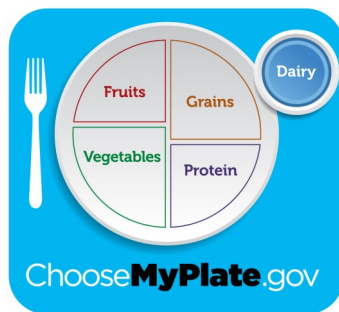 Dairy
Fruits
Grains
Vegetables
Protein
ChooseMyPlate.gov